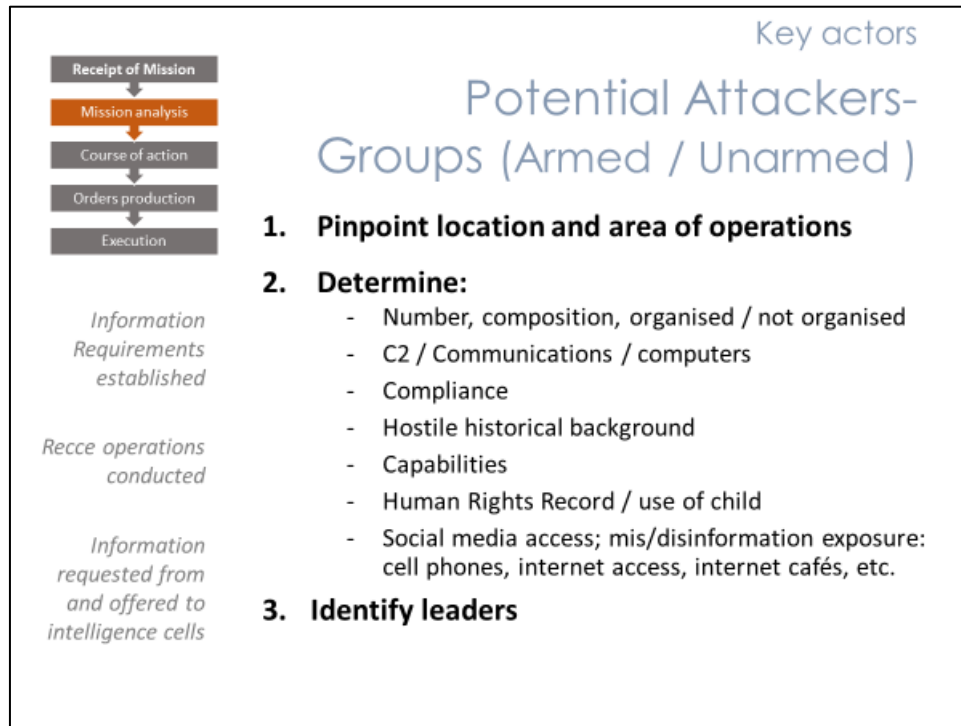 Key actors
Potential Attackers-
Groups (Armed / Unarmed )
Receipt of Mission
Mission analysis
Course of action
Orders production
Execution
Information
Requirements
established
Recce operations
conducted
Information
requested from
and offered to
intelligence cells
1. Pinpoint location and area of operations
2. Determine:
- Number, composition, organised / not organised
- C2 / Communications / computers
- Compliance
- Hostile historical background
- Capabilities
- Human Rights Record / use of child
- Social media access; mis/disinformation exposure:
cell phones, internet access, internet cafés, etc.
3. Identify leaders